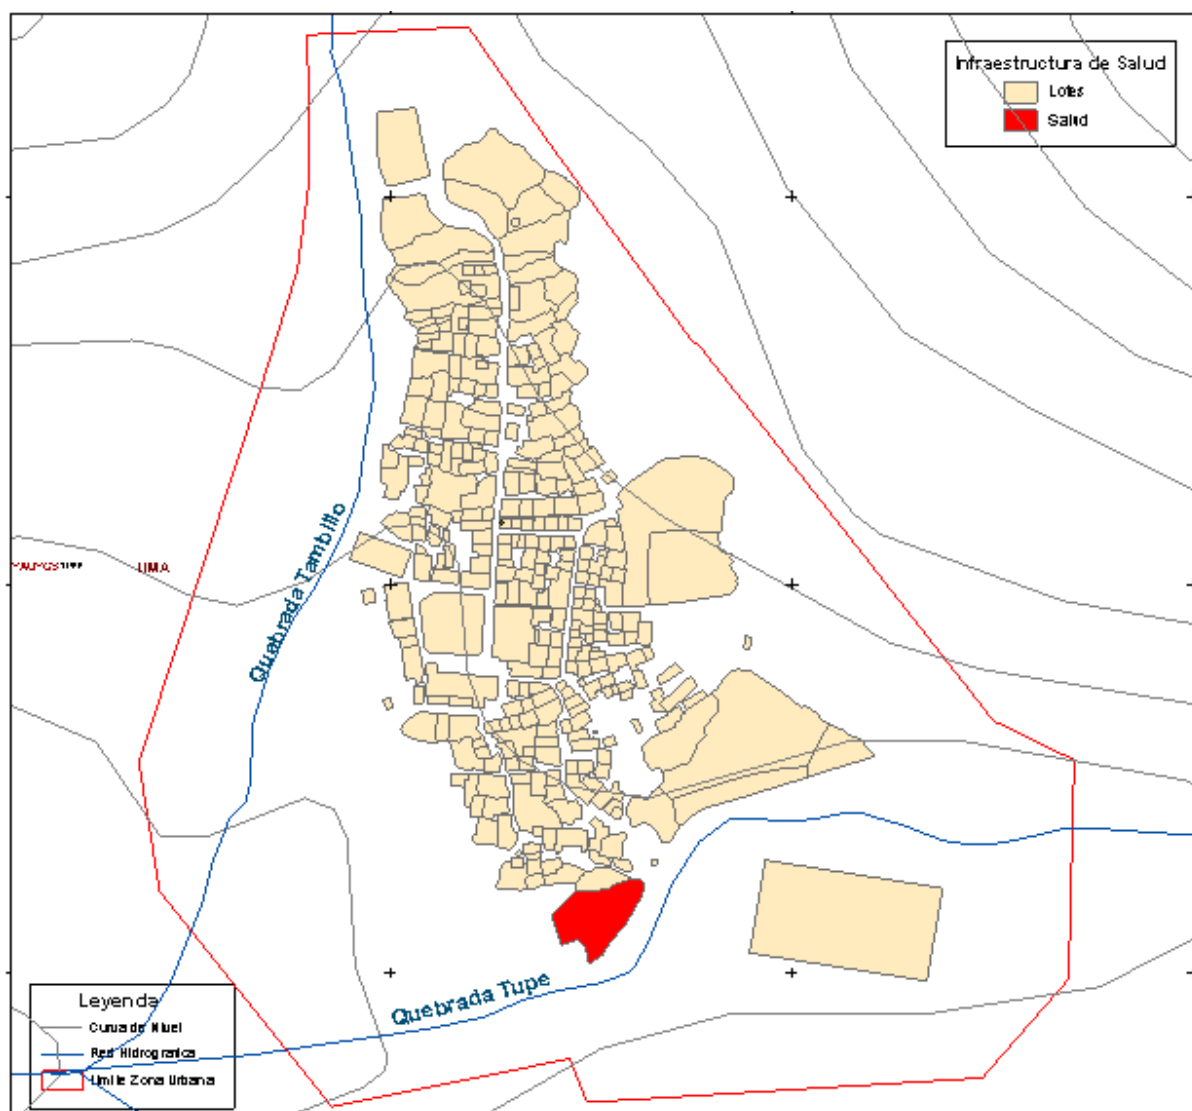 Infraestructura de Salud
Lotes
Salud
Quebrada Tambillo
LIMA
Quebrada Tupe
Leyenda
Curva de Nivel
Red Hidrografica
Limite Zona Urbana